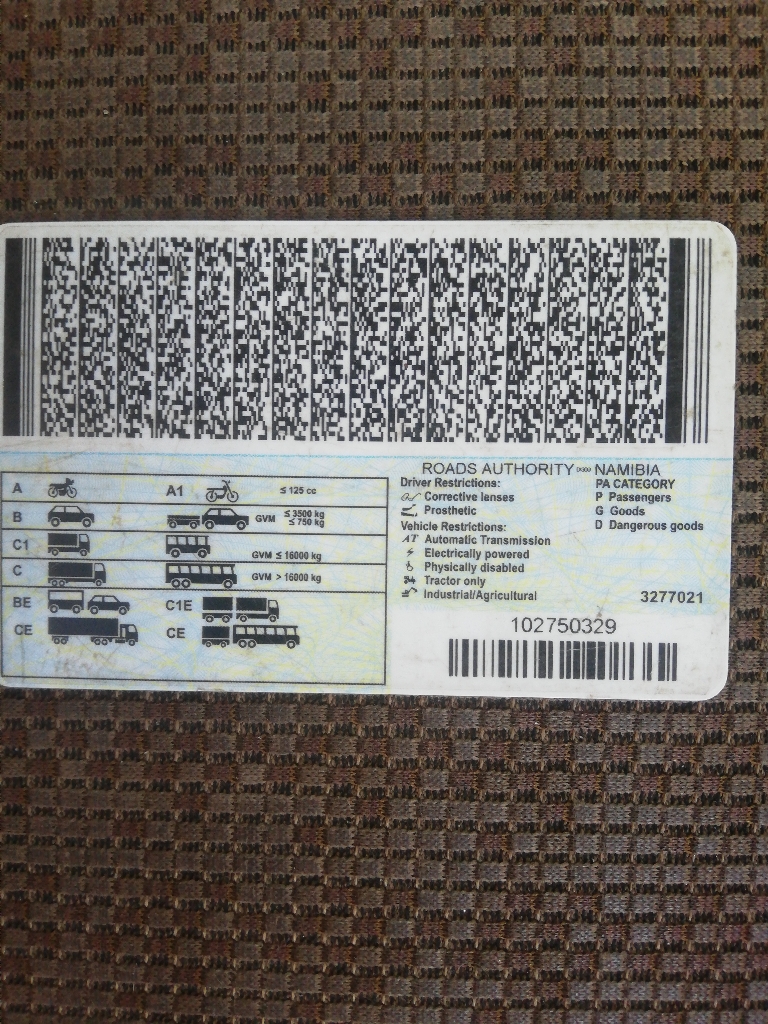 ROADS AUTHORITY NAMIBIA
A
A1 ≤ 125 cc
B GVM ≤ 3500 kg
≤ 750 kg
C1 GVM ≤ 16000 kg
C GVM > 16000 kg
BE C1E
CE CE
Driver Restrictions:
Corrective lenses
Prosthetic
Vehicle Restrictions:
AT Automatic Transmission
Electrically powered
Physically disabled
Tractor only
Industrial/Agricultural
PA CATEGORY
P Passengers
G Goods
D Dangerous goods
3277021
102750329